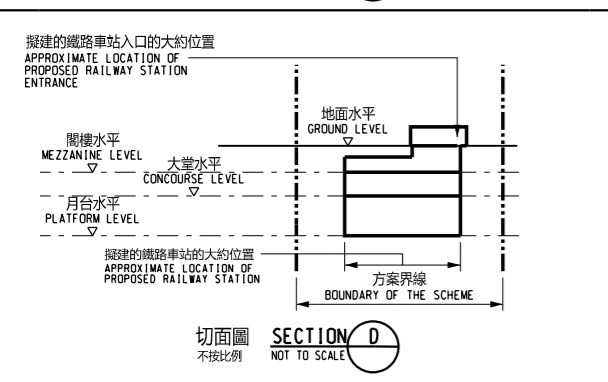 擬建的鐵路車站入口的大約位置
APPROXIMATE LOCATION OF
PROPOSED RAILWAY STATION
ENTRANCE
地面水平
GROUND LEVEL
閣樓水平
MEZZANINE LEVEL
大堂水平
CONCOURSE LEVEL
月台水平
PLATFORM LEVEL
擬建的鐵路車站的大約位置
APPROXIMATE LOCATION OF
PROPOSED RAILWAY STATION
方案界線
BOUNDARY OF THE SCHEME
切面圖 SECTION D
不按比例 NOT TO SCALE